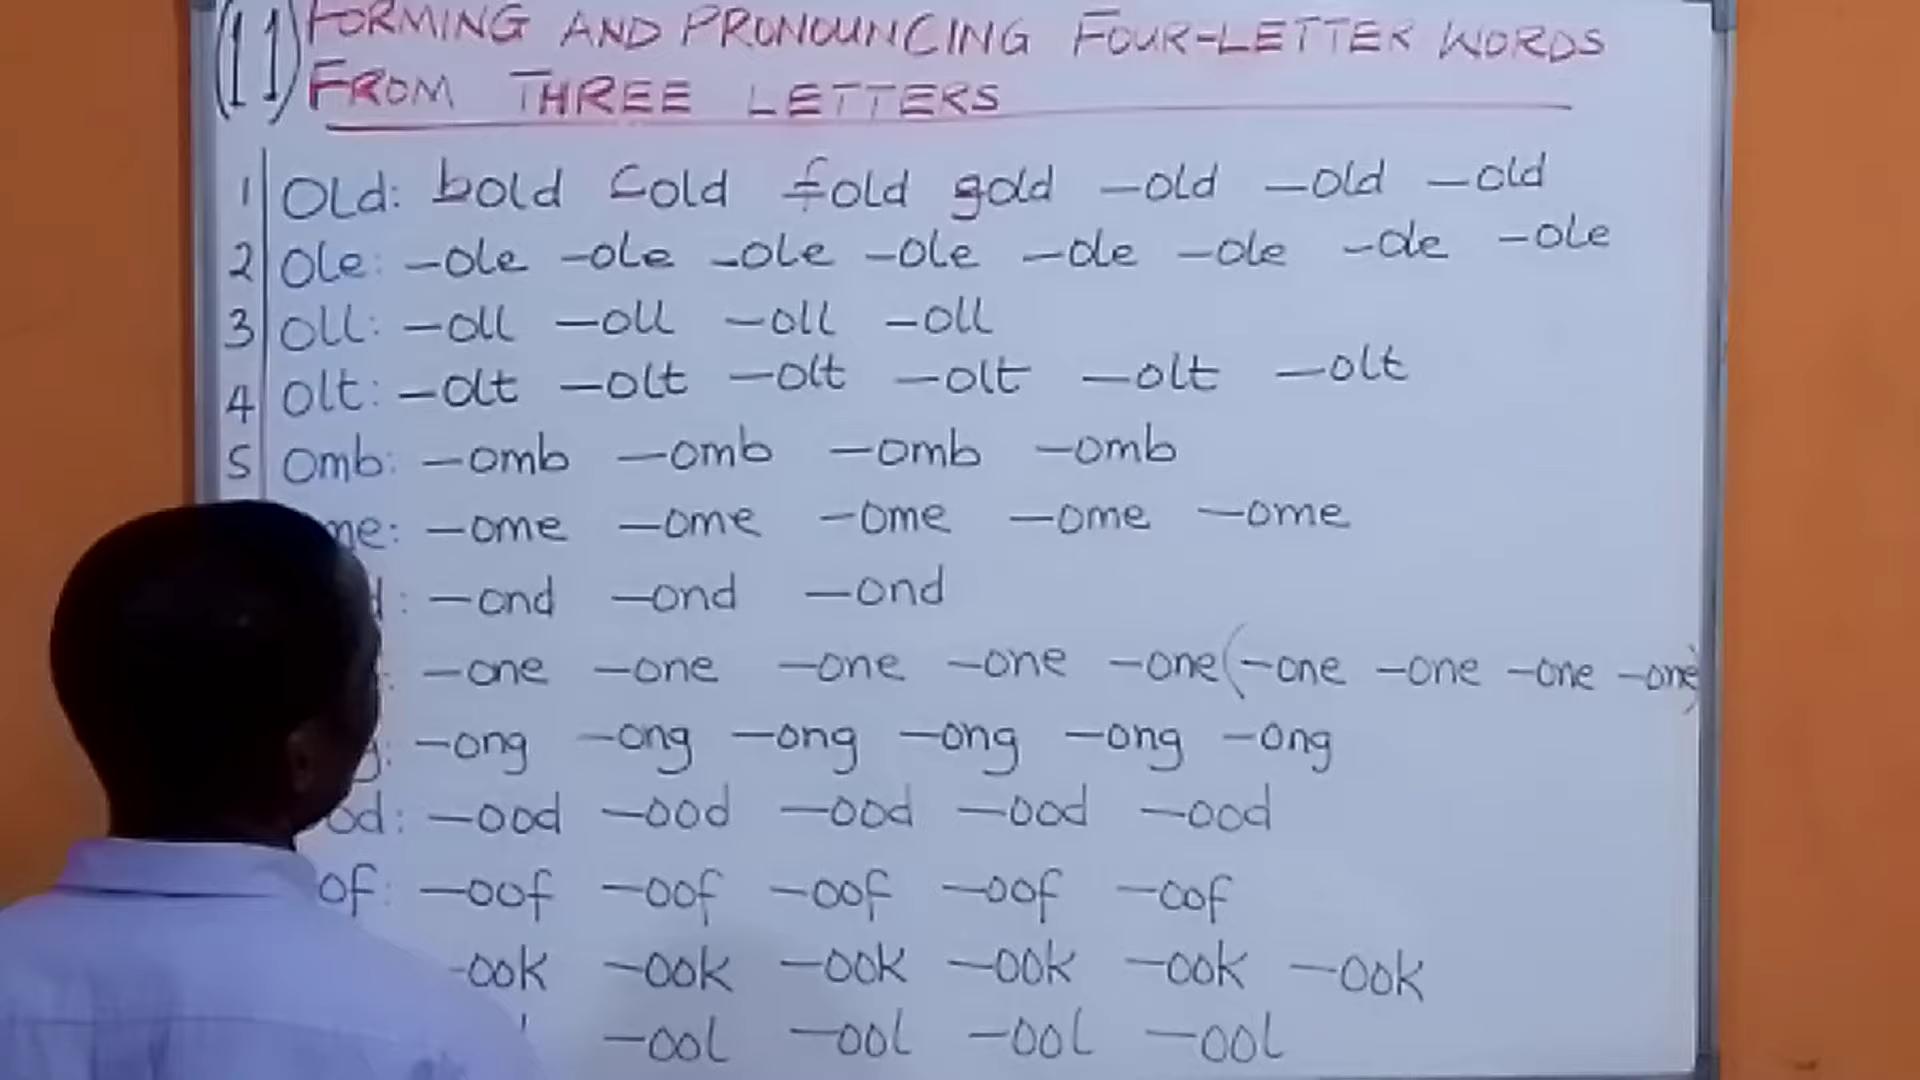 (11) FORMING AND PRONOUNCING FOUR-LETTER WORDS
FROM THREE LETTERS
1 Old: bold cold fold gold -old -old -old
2 Ole: -ole -ole -ole -ole -ole -ole -ole -ole
3 Oll: -oll -oll -oll -oll
4 Olt: -olt -olt -olt -olt -olt -olt
5 Omb: -omb -omb -omb -omb
me: -ome -ome -ome -ome -ome
d: -ond -ond -ond
: -one -one -one -one -one (-one -one -one -one)
g: -ong -ong -ong -ong -ong -ong
od: -ood -ood -ood -ood -ood
of: -oof -oof -oof -oof -oof
-ook -ook -ook -ook -ook -ook
-ool -ool -ool -ool